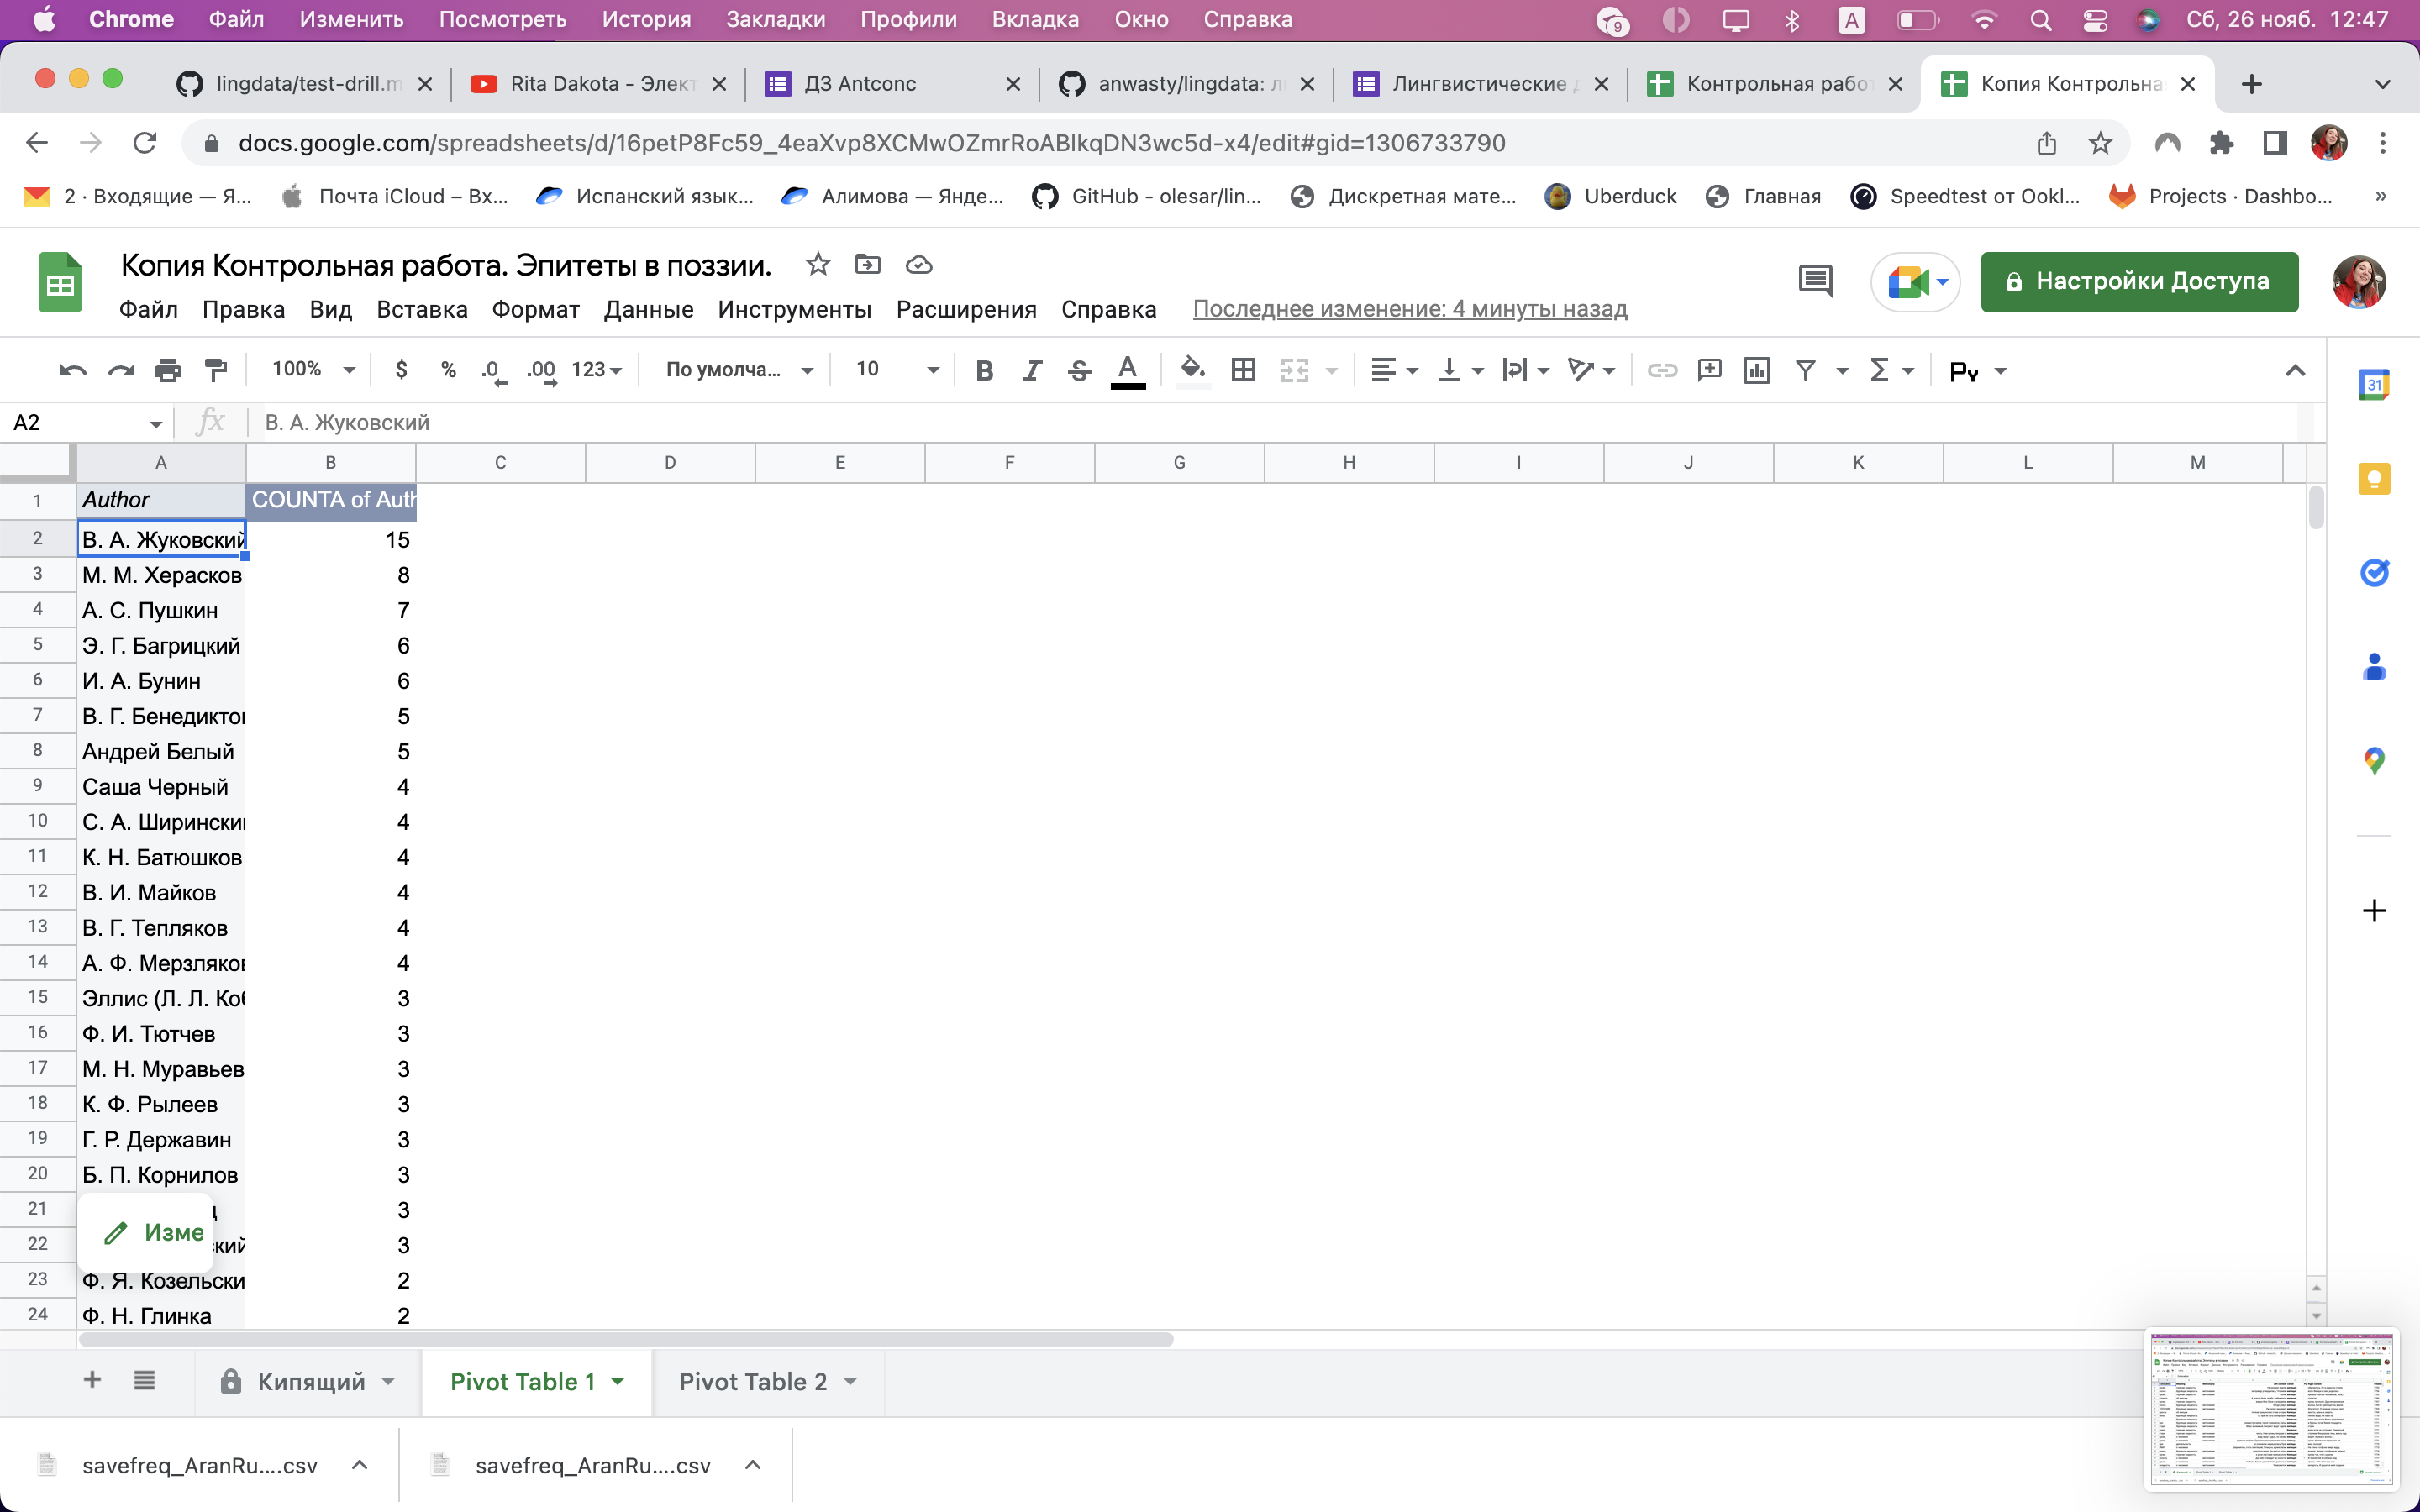 Chrome Файл Изменить Посмотреть История Закладки Профили Вкладка Окно Справка 9 A Сб, 26 нояб. 12:47
lingdata/test-drill.m Rita Dakota - Элект ДЗ Antconc anwasty/lingdata: л Лингвистические д Контрольная рабо Копия Контрольна
docs.google.com/spreadsheets/d/16petP8Fc59_4eaXvp8XCMwOZmrRoABlkqDN3wc5d-x4/edit#gid=1306733790
2 · Входящие — Я... Почта iCloud – Вх... Испанский язык... Алимова — Янде... GitHub - olesar/lin... Дискретная мате... Uberduck Главная Speedtest от Ookl... Projects · Dashbo... »
Копия Контрольная работа. Эпитеты в поззии.
Настройки Доступа
Файл Правка Вид Вставка Формат Данные Инструменты Расширения Справка Последнее изменение: 4 минуты назад
100% $ % .0 .00 123 По умолча... 10 B I S A Σ Py 31
A2 fx В. А. Жуковский
A B C D E F G H I J K L M
1 Author COUNTA of Auth
2 В. А. Жуковский 15
3 М. М. Херасков 8
4 А. С. Пушкин 7
5 Э. Г. Багрицкий 6
6 И. А. Бунин 6
7 В. Г. Бенедиктов 5
8 Андрей Белый 5
9 Саша Черный 4
10 С. А. Ширински 4
11 К. Н. Батюшков 4
12 В. И. Майков 4
13 В. Г. Тепляков 4
14 А. Ф. Мерзляков 4
15 Эллис (Л. Л. Коб 3
16 Ф. И. Тютчев 3
17 М. Н. Муравьев 3
18 К. Ф. Рылеев 3
19 Г. Р. Державин 3
20 Б. П. Корнилов 3
21 3
Изме
22 ский 3
23 Ф. Я. Козельски 2
24 Ф. Н. Глинка 2
Кипящий Pivot Table 1 Pivot Table 2
savefreq_AranRu....csv savefreq_AranRu....csv